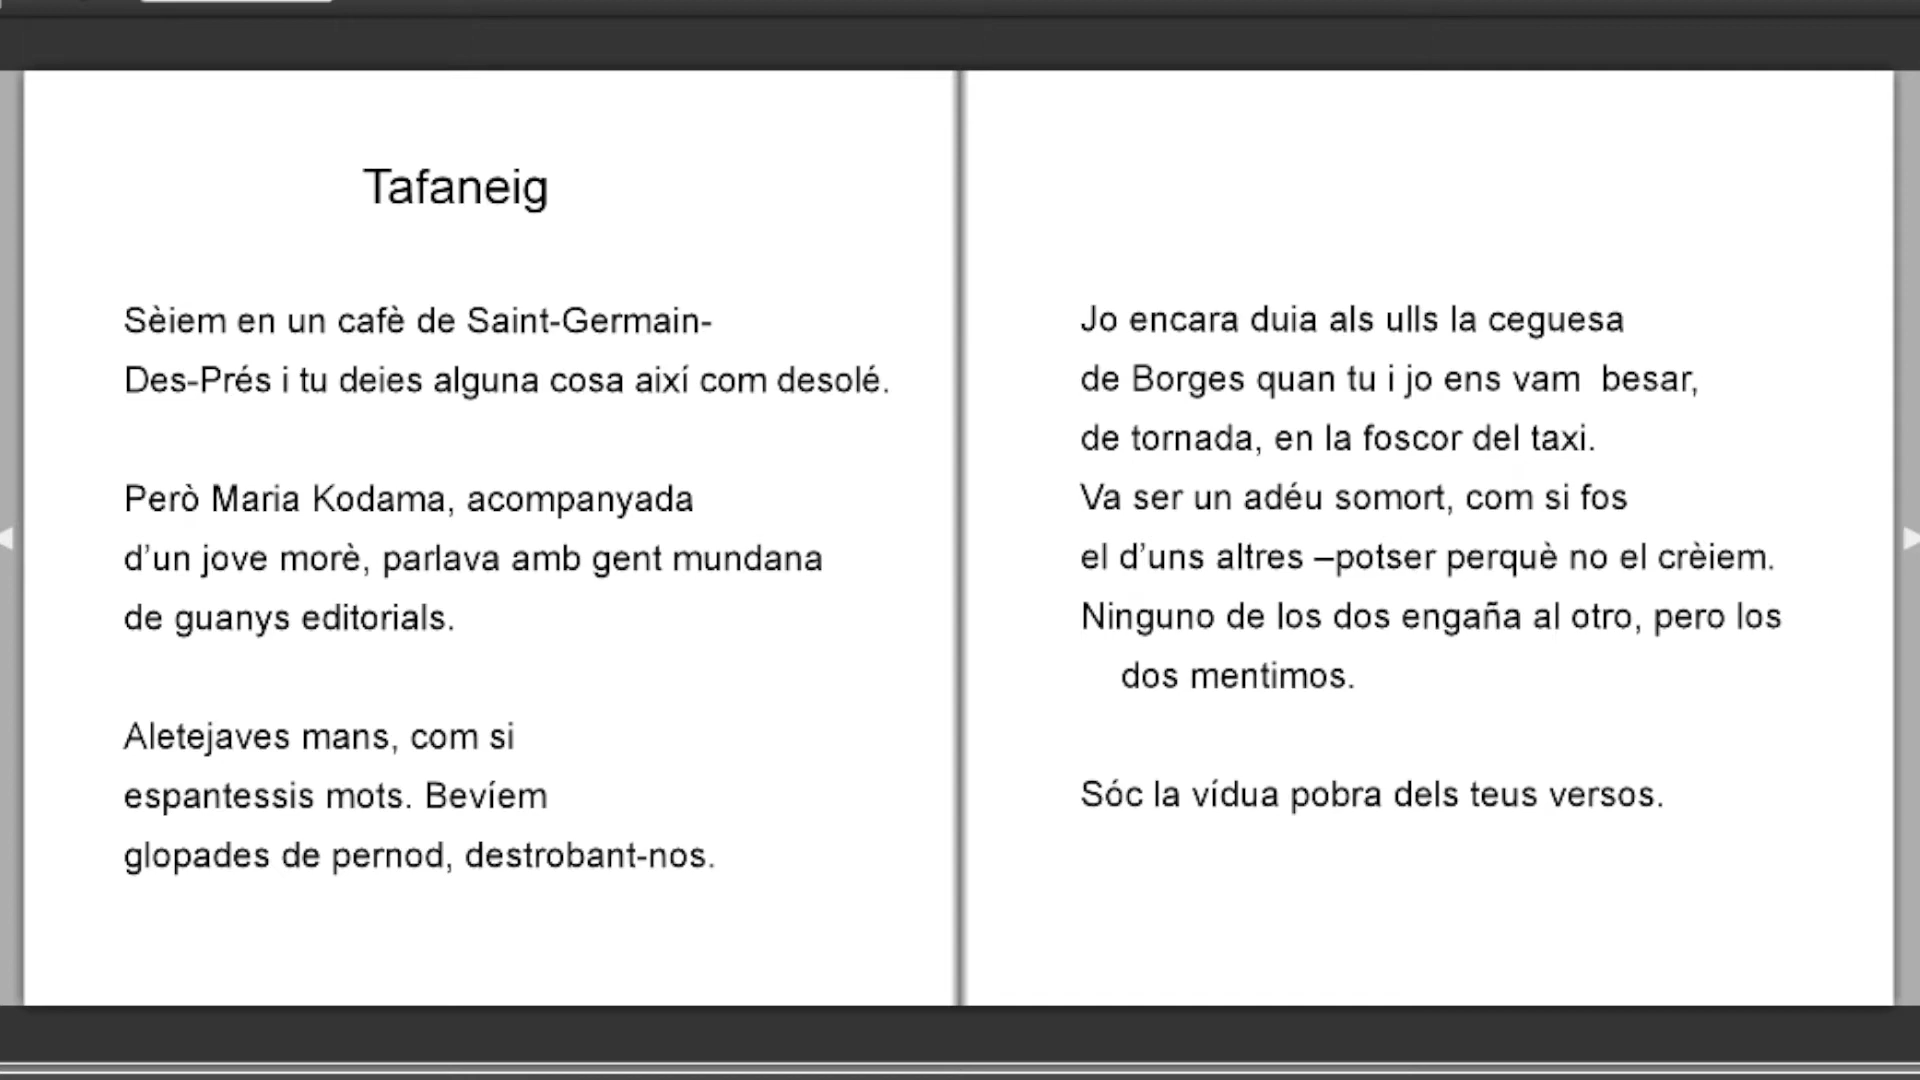 Tafaneig
Sèiem en un cafè de Saint-Germain-
Des-Prés i tu deies alguna cosa així com desolé.
Però Maria Kodama, acompanyada
d’un jove morè, parlava amb gent mundana
de guanys editorials.
Aletejaves mans, com si
espantessis mots. Bevíem
glopades de pernod, destrobant-nos.
Jo encara duia als ulls la ceguesa
de Borges quan tu i jo ens vam besar,
de tornada, en la foscor del taxi.
Va ser un adéu somort, com si fos
el d’uns altres –potser perquè no el crèiem.
Ninguno de los dos engaña al otro, pero los
dos mentimos.
Sóc la vídua pobra dels teus versos.